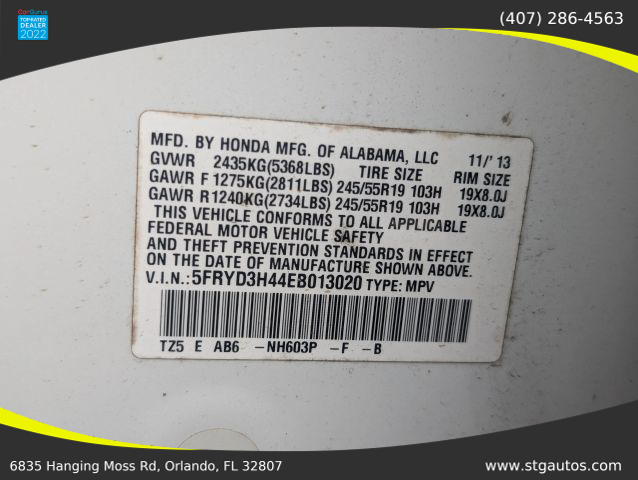 CarGurus
TOP RATED
DEALER
2022
(407) 286-4563
MFD. BY HONDA MFG. OF ALABAMA, LLC 11/' 13
GVWR 2435KG(5368LBS) TIRE SIZE RIM SIZE
GAWR F 1275KG(2811LBS) 245/55R19 103H 19X8.0J
GAWR R1240KG(2734LBS) 245/55R19 103H 19X8.0J
THIS VEHICLE CONFORMS TO ALL APPLICABLE
FEDERAL MOTOR VEHICLE SAFETY
AND THEFT PREVENTION STANDARDS IN EFFECT
ON THE DATE OF MANUFACTURE SHOWN ABOVE.
V.I.N.:5FRYD3H44EB013020 TYPE: MPV
TZ5 E AB6 -NH603P -F -B
6835 Hanging Moss Rd, Orlando, FL 32807
www.stgautos.com